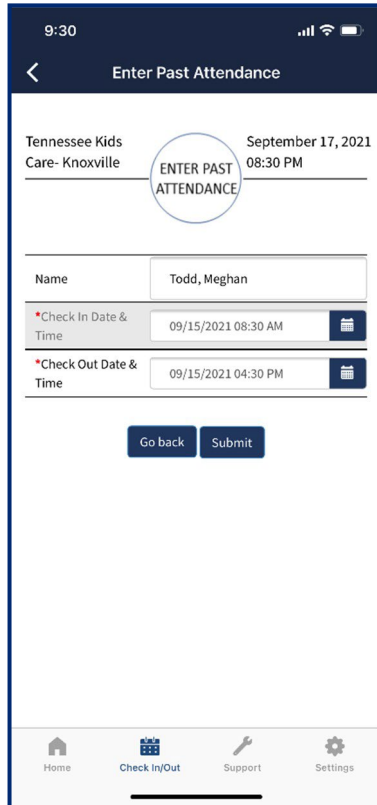 9:30
Enter Past Attendance
Tennessee Kids
Care- Knoxville
ENTER PAST
ATTENDANCE
September 17, 2021
08:30 PM
Name
Todd, Meghan
*Check In Date &
Time
09/15/2021 08:30 AM
*Check Out Date &
Time
09/15/2021 04:30 PM
Go back
Submit
Home
Check In/Out
Support
Settings